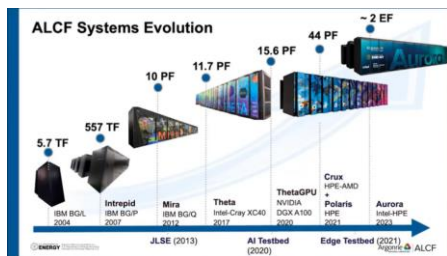 ALCF Systems Evolution
~ 2 EF
44 PF
15.6 PF
11.7 PF
10 PF
557 TF
5.7 TF
Aurora
IBM BG/L
2004
Intrepid
IBM BG/P
2007
Mira
IBM BG/Q
2012
Theta
Intel-Cray XC40
2017
ThetaGPU
NVIDIA
DGX A100
2020
Crux
HPE-AMD
+
Polaris
HPE
2021
Aurora
Intel-HPE
2023
JLSE (2013)
AI Testbed
(2020)
Edge Testbed (2021)
ENERGY
Argonne
ALCF